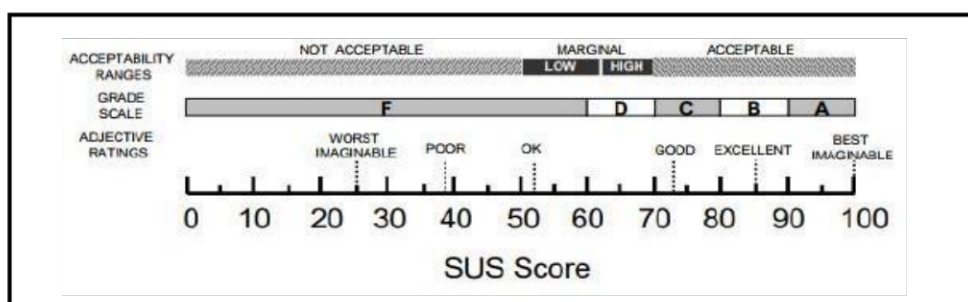 NOT ACCEPTABLE MARGINAL ACCEPTABLE
ACCEPTABILITY RANGES LOW HIGH
GRADE SCALE F D C B A
ADJECTIVE RATINGS WORST IMAGINABLE POOR OK GOOD EXCELLENT BEST IMAGINABLE
0 10 20 30 40 50 60 70 80 90 100
SUS Score